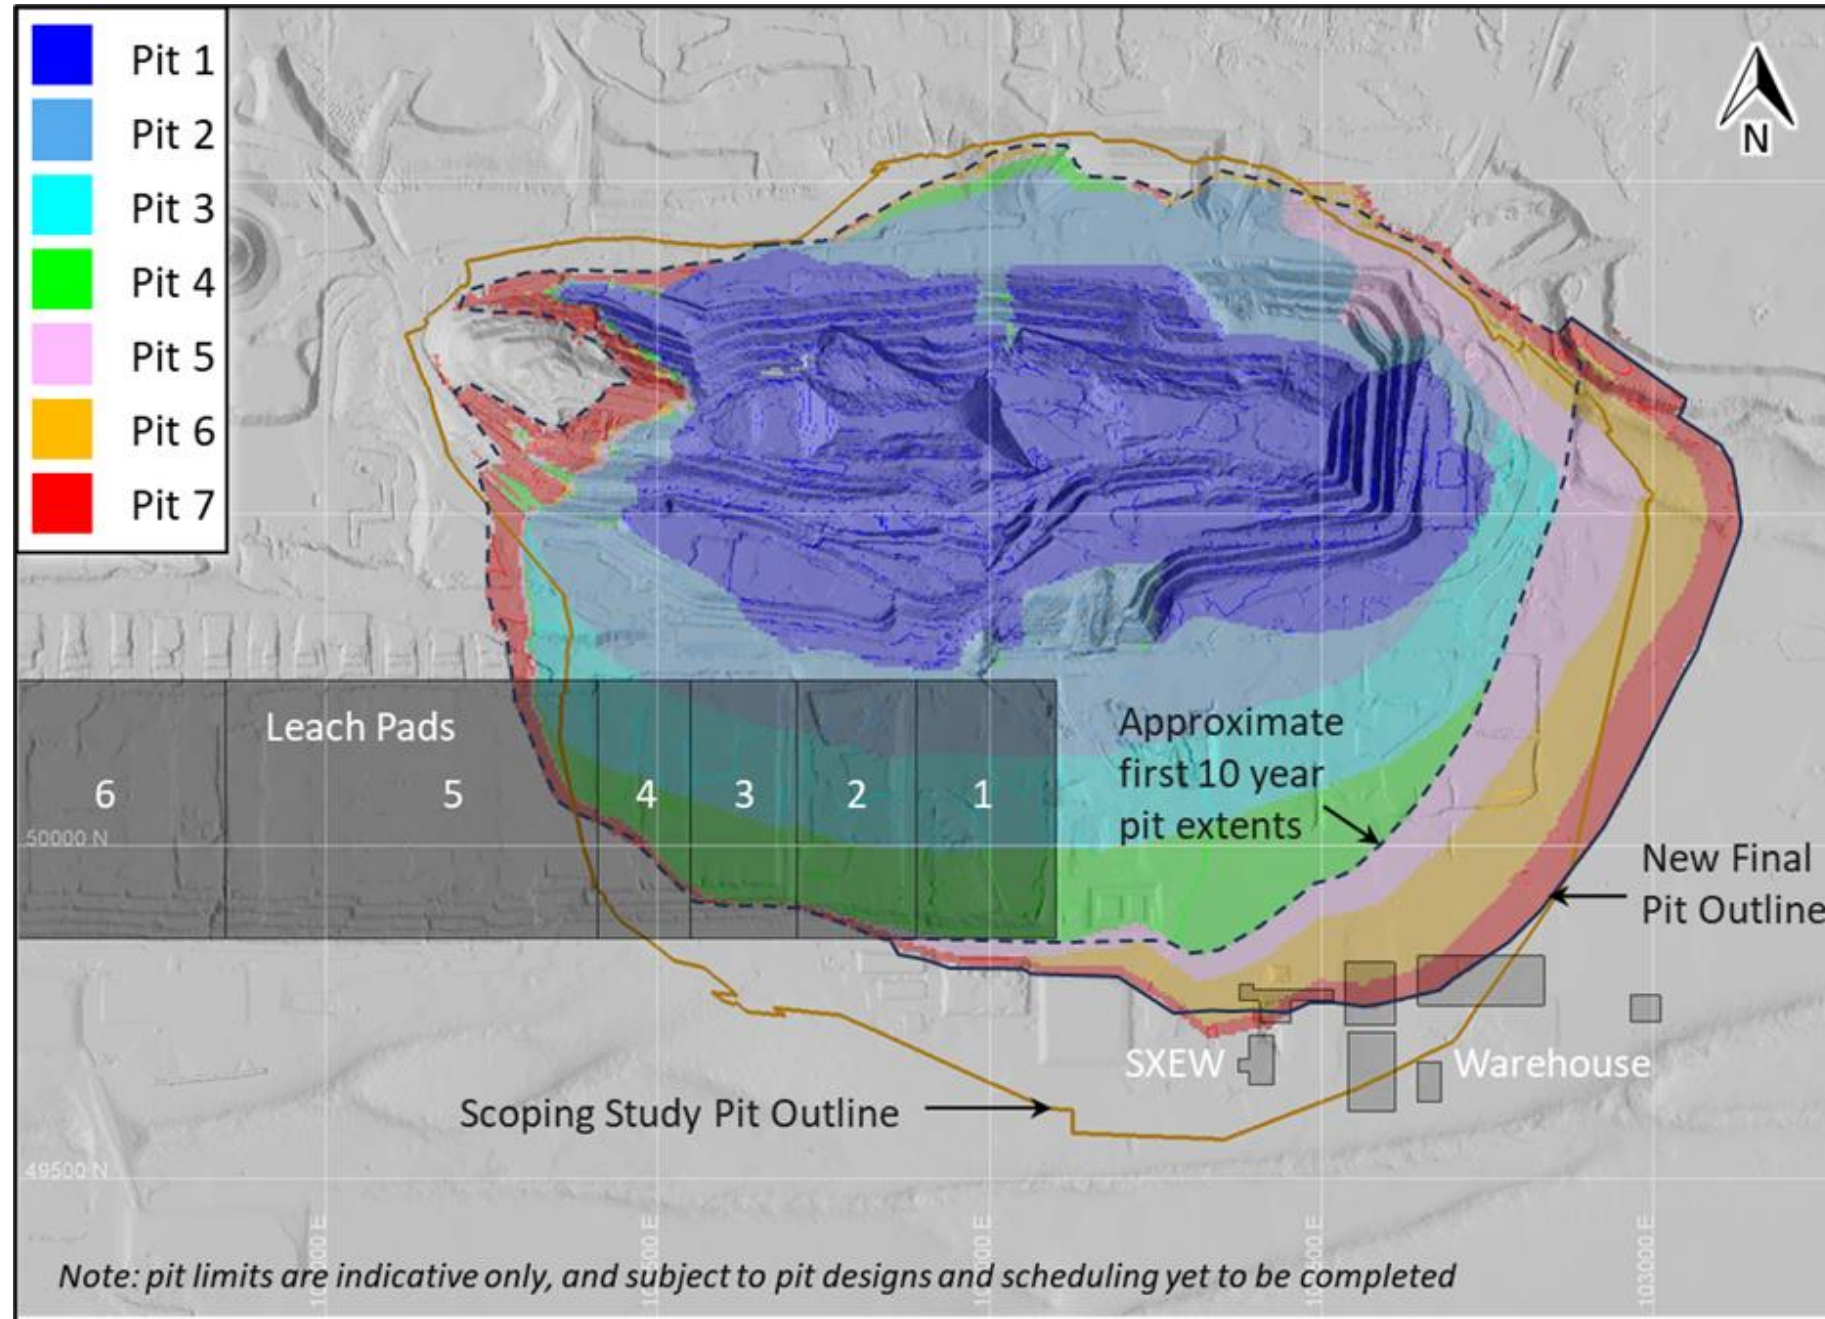 Pit 1
Pit 2
Pit 3
Pit 4
Pit 5
Pit 6
Pit 7
N
Leach Pads
6
5
4
3
2
1
Approximate
first 10 year
pit extents
50000 N
New Final
Pit Outline
SXEW
Warehouse
Scoping Study Pit Outline
49500 N
103000 E
Note: pit limits are indicative only, and subject to pit designs and scheduling yet to be completed